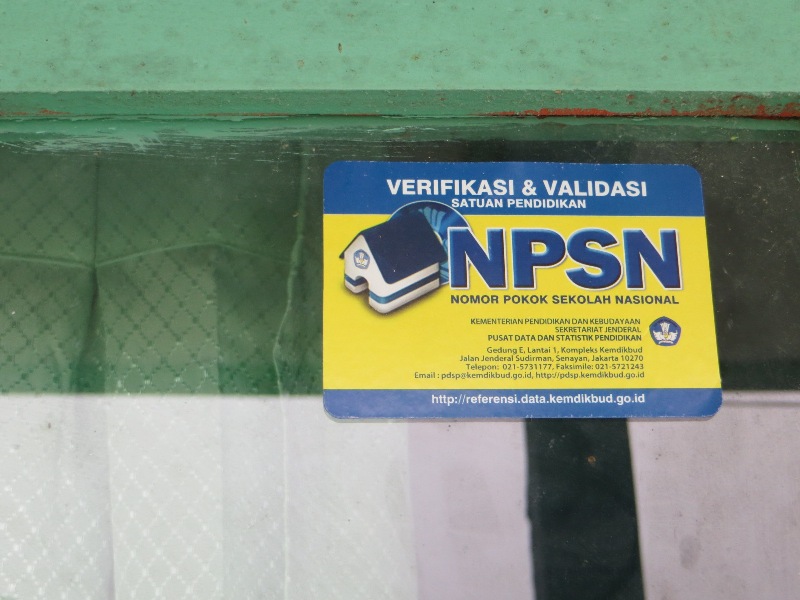 VERIFIKASI & VALIDASI
SATUAN PENDIDIKAN
NPSN
NOMOR POKOK SEKOLAH NASIONAL
KEMENTERIAN PENDIDIKAN DAN KEBUDAYAAN
SEKRETARIAT JENDERAL
PUSAT DATA DAN STATISTIK PENDIDIKAN
Gedung E, Lantai 1, Kompleks Kemdikbud
Jalan Jenderal Sudirman, Senayan, Jakarta 10270
Telepon: 021-5731177, Faksimile: 021-5721243
Email : pdsp@kemdikbud.go.id, http://pdsp.kemdikbud.go.id
http://referensi.data.kemdikbud.go.id